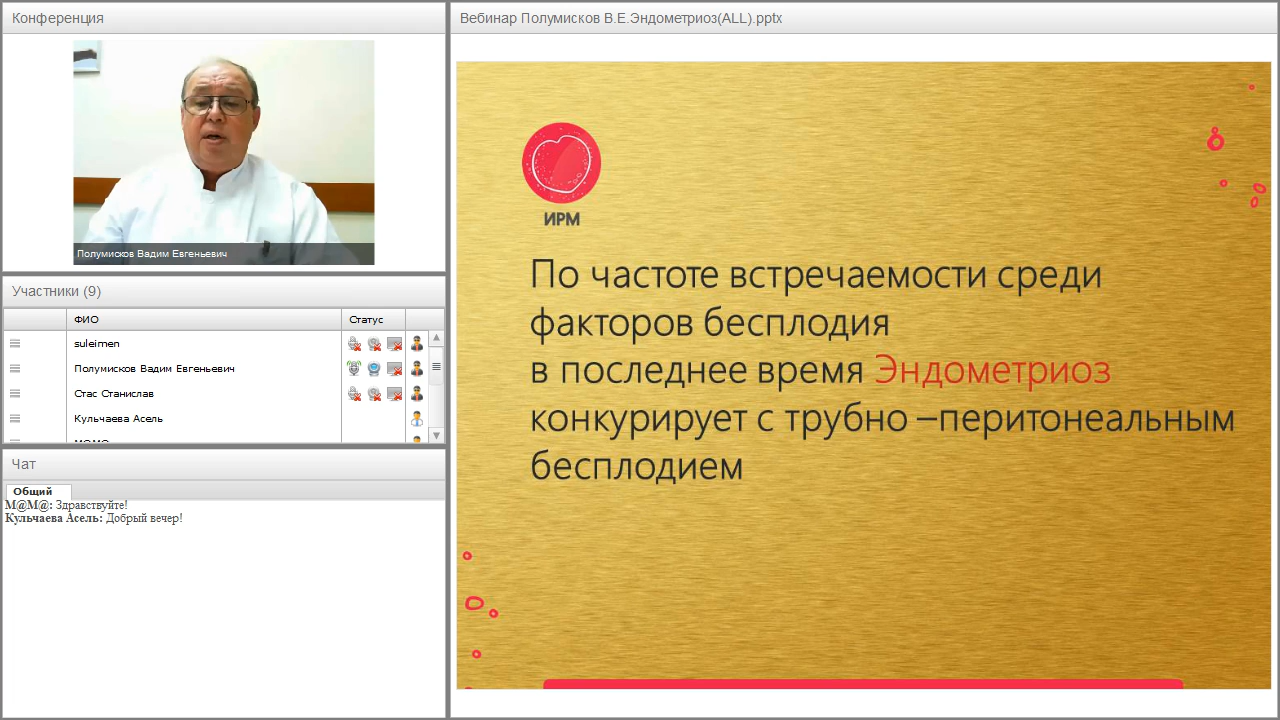 Конференция
Полумисков Вадим Евгеньевич
Участники (9)
ФИО
Статус
suleimen
Полумисков Вадим Евгеньевич
Стас Станислав
Кульчаева Асель
Чат
Общий
M@M@: Здравствуйте!
Кульчаева Асель: Добрый вечер!
Вебинар Полумисков В.Е.Эндометриоз(ALL).pptx
ИРМ
По частоте встречаемости среди
факторов бесплодия
в последнее время Эндометриоз
конкурирует с трубно –перитонеальным
бесплодием